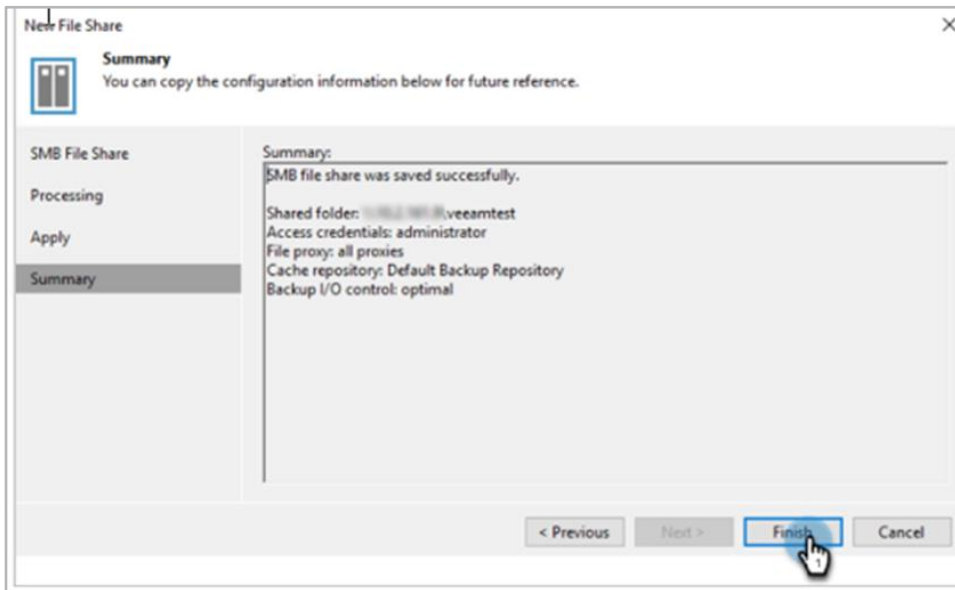 New File Share
Summary
You can copy the configuration information below for future reference.
SMB File Share
Processing
Apply
Summary
Summary:
SMB file share was saved successfully.
Shared folder: \veeamtest
Access credentials: administrator
File proxy: all proxies
Cache repository: Default Backup Repository
Backup I/O control: optimal
< Previous
Next >
Finish
Cancel
1